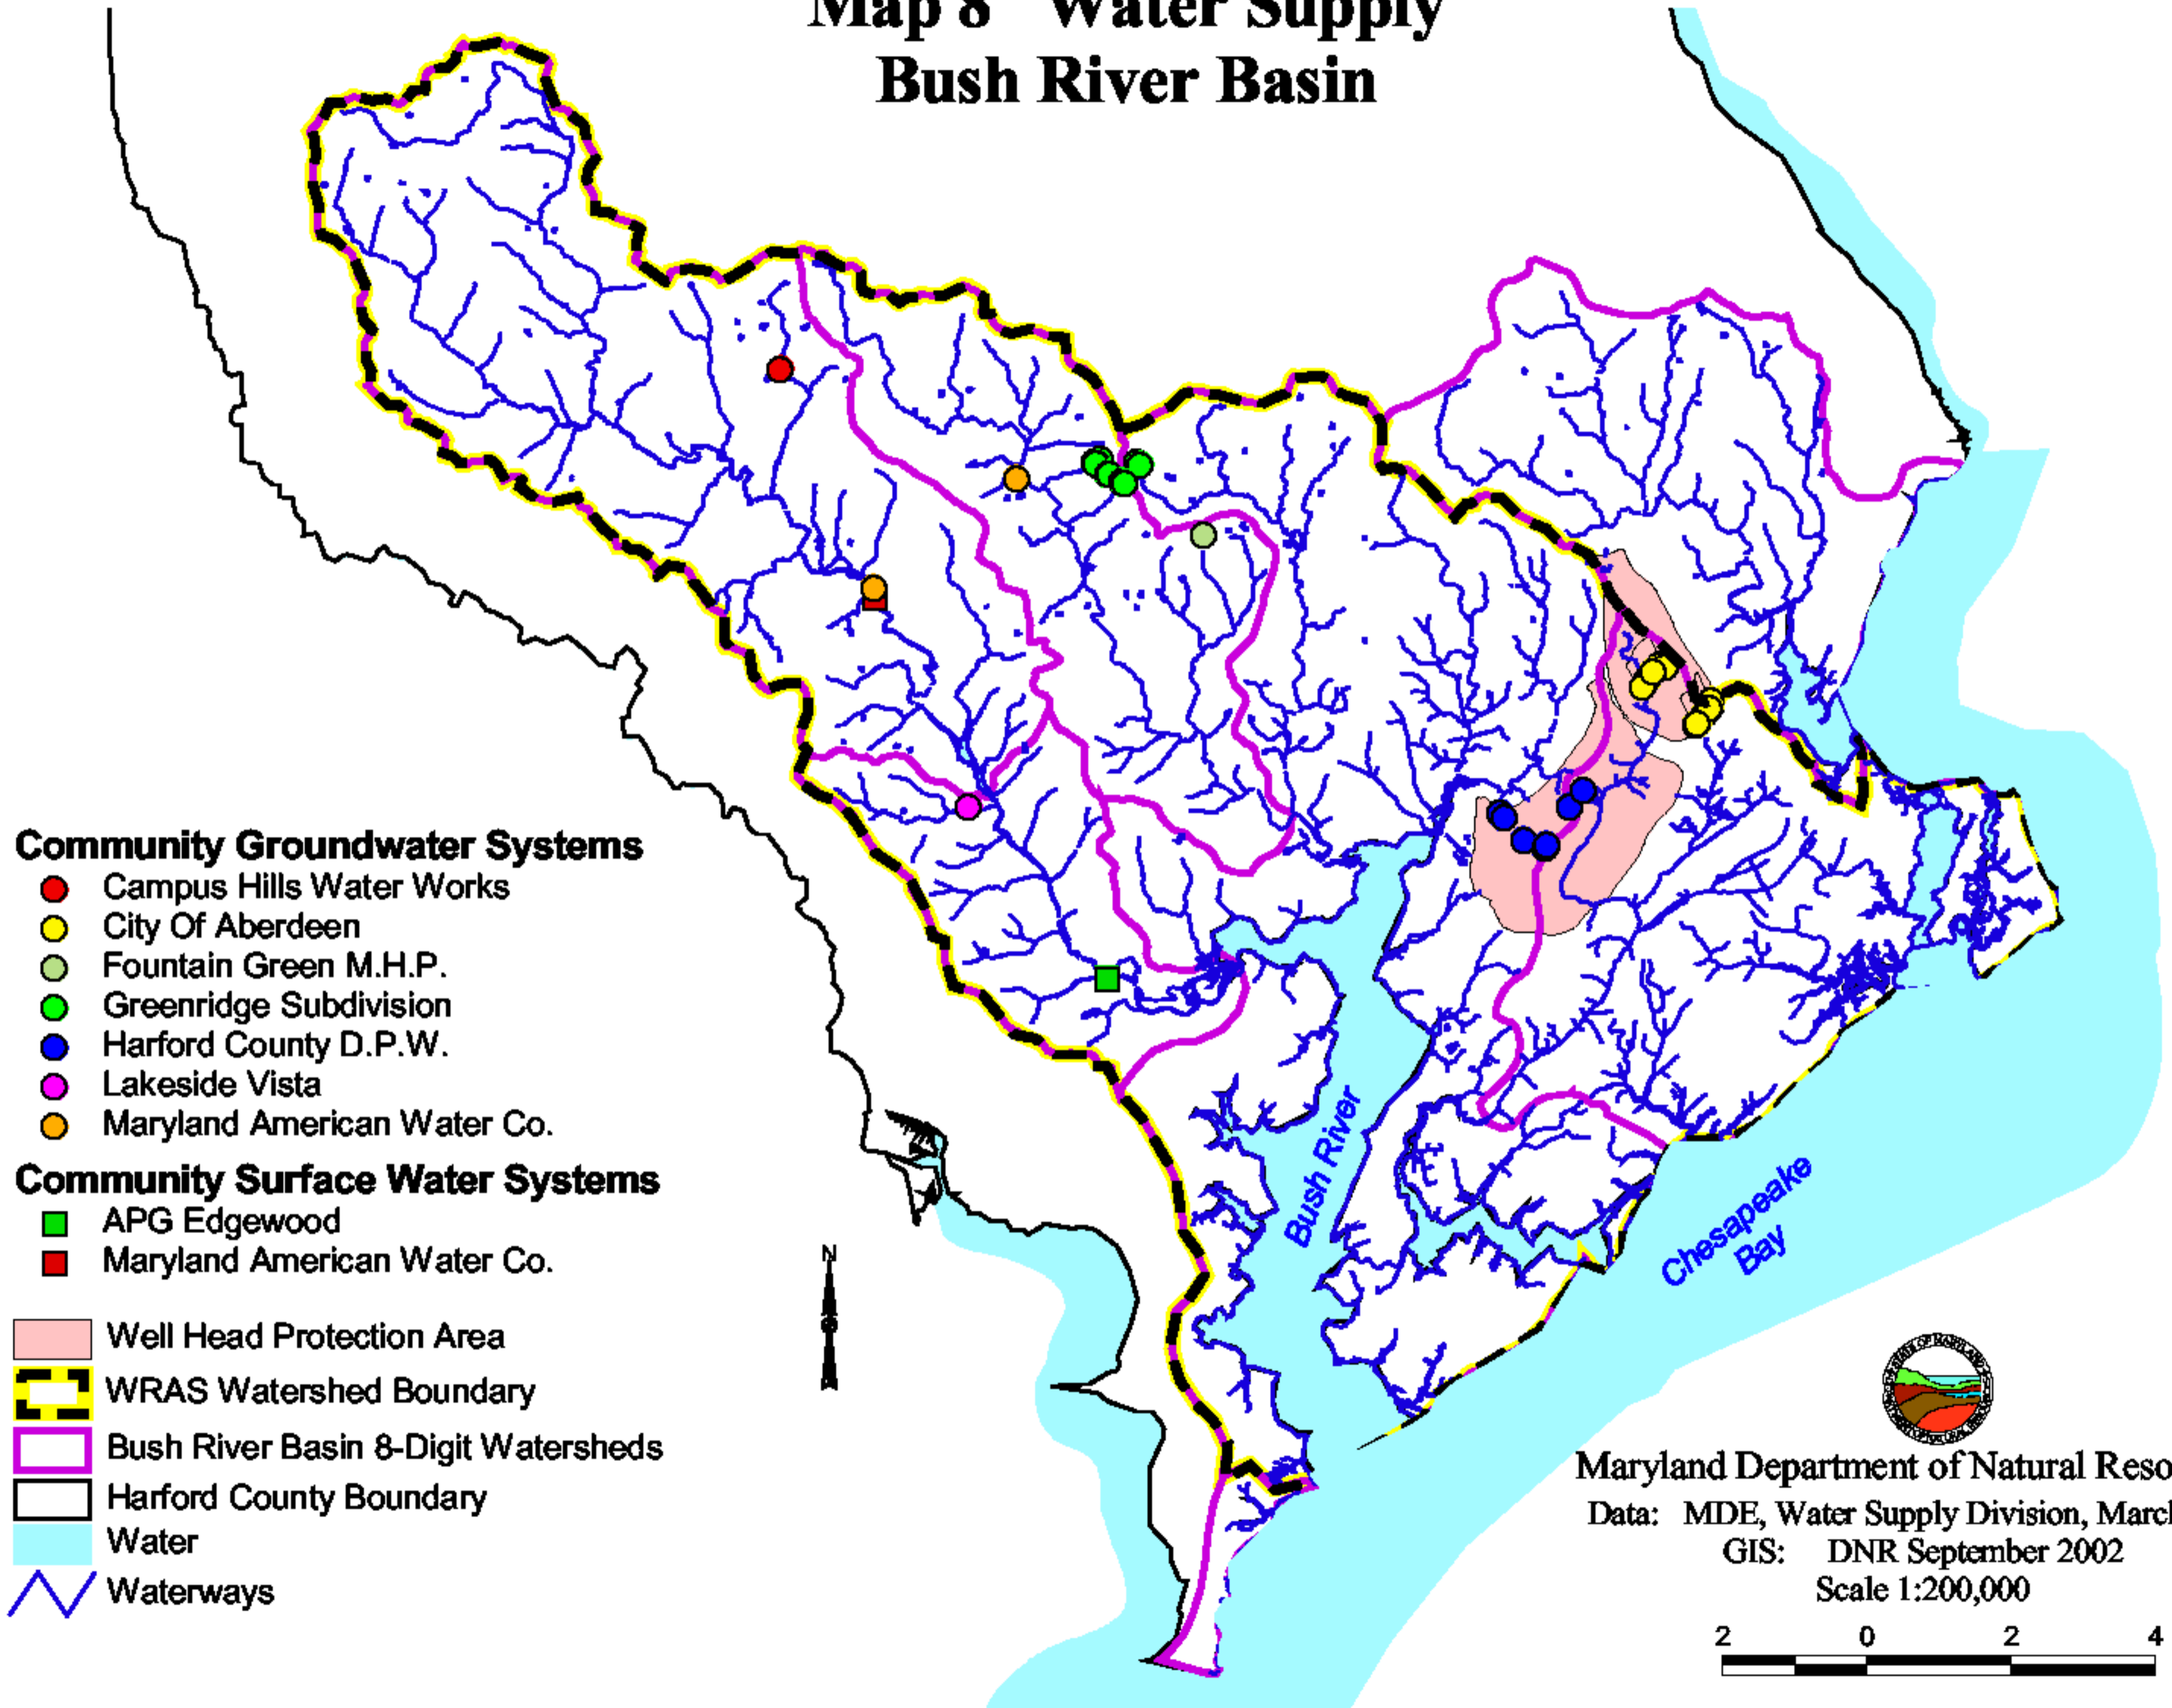 Map 8 Water Supply
Bush River Basin
Community Groundwater Systems
Campus Hills Water Works
City Of Aberdeen
Fountain Green M.H.P.
Greenridge Subdivision
Harford County D.P.W.
Lakeside Vista
Maryland American Water Co.
Community Surface Water Systems
APG Edgewood
Maryland American Water Co.
Well Head Protection Area
WRAS Watershed Boundary
Bush River Basin 8-Digit Watersheds
Harford County Boundary
Water
Waterways
N
Bush River
Chesapeake
Bay
Maryland Department of Natural Reso
Data: MDE, Water Supply Division, March
GIS: DNR September 2002
Scale 1:200,000
2 0 2 4